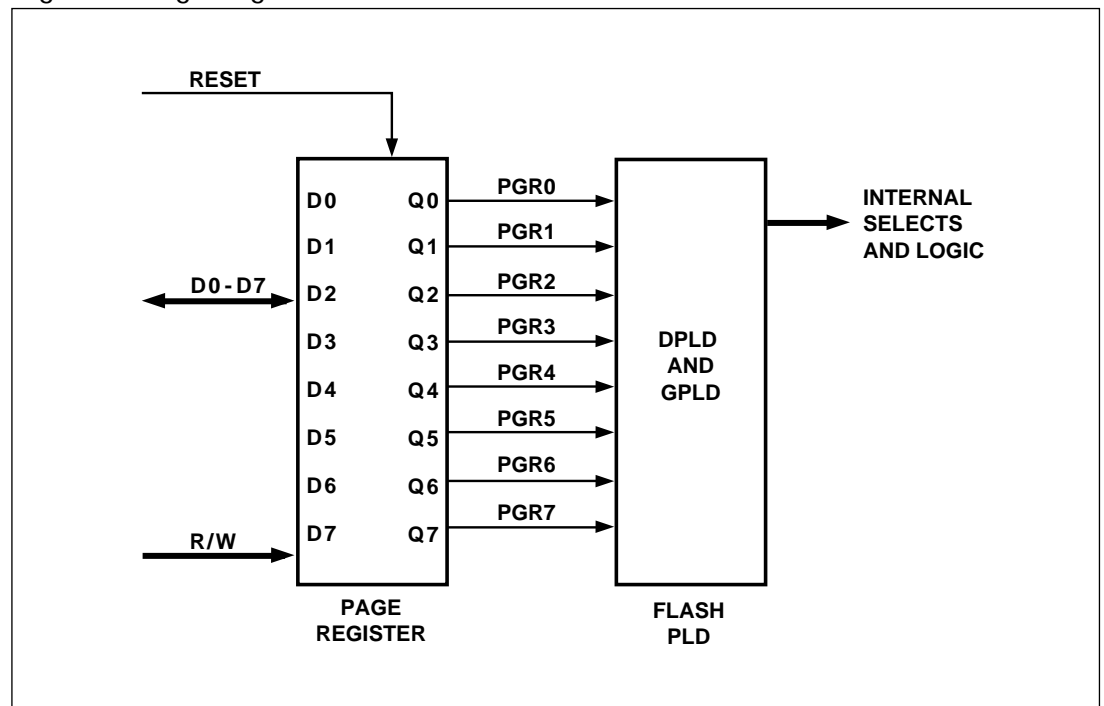 RESET
D0 Q0 PGR0
D1 Q1 PGR1
D0-D7 D2 Q2 PGR2
D3 Q3 PGR3
D4 Q4 PGR4
D5 Q5 PGR5
D6 Q6 PGR6
R/W D7 Q7 PGR7
DPLD
AND
GPLD
INTERNAL
SELECTS
AND LOGIC
PAGE
REGISTER
FLASH
PLD